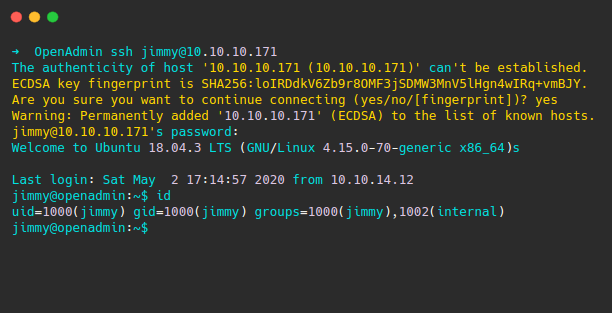 → OpenAdmin ssh jimmy@10.10.10.171
The authenticity of host '10.10.10.171 (10.10.10.171)' can't be established.
ECDSA key fingerprint is SHA256:loIRDdkV6Zb9r8OMF3jSDMW3MnV5lHgn4wIRq+vmBJY.
Are you sure you want to continue connecting (yes/no/[fingerprint])? yes
Warning: Permanently added '10.10.10.171' (ECDSA) to the list of known hosts.
jimmy@10.10.10.171's password:
Welcome to Ubuntu 18.04.3 LTS (GNU/Linux 4.15.0-70-generic x86_64)s
Last login: Sat May  2 17:14:57 2020 from 10.10.14.12
jimmy@openadmin:~$ id
uid=1000(jimmy) gid=1000(jimmy) groups=1000(jimmy),1002(internal)
jimmy@openadmin:~$